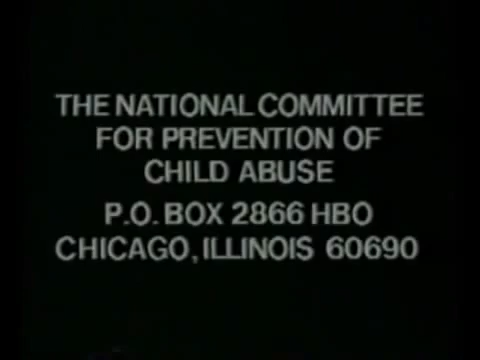 THE NATIONAL COMMITTEE
FOR PREVENTION OF
CHILD ABUSE
P.O. BOX 2866 HBO
CHICAGO, ILLINOIS 60690